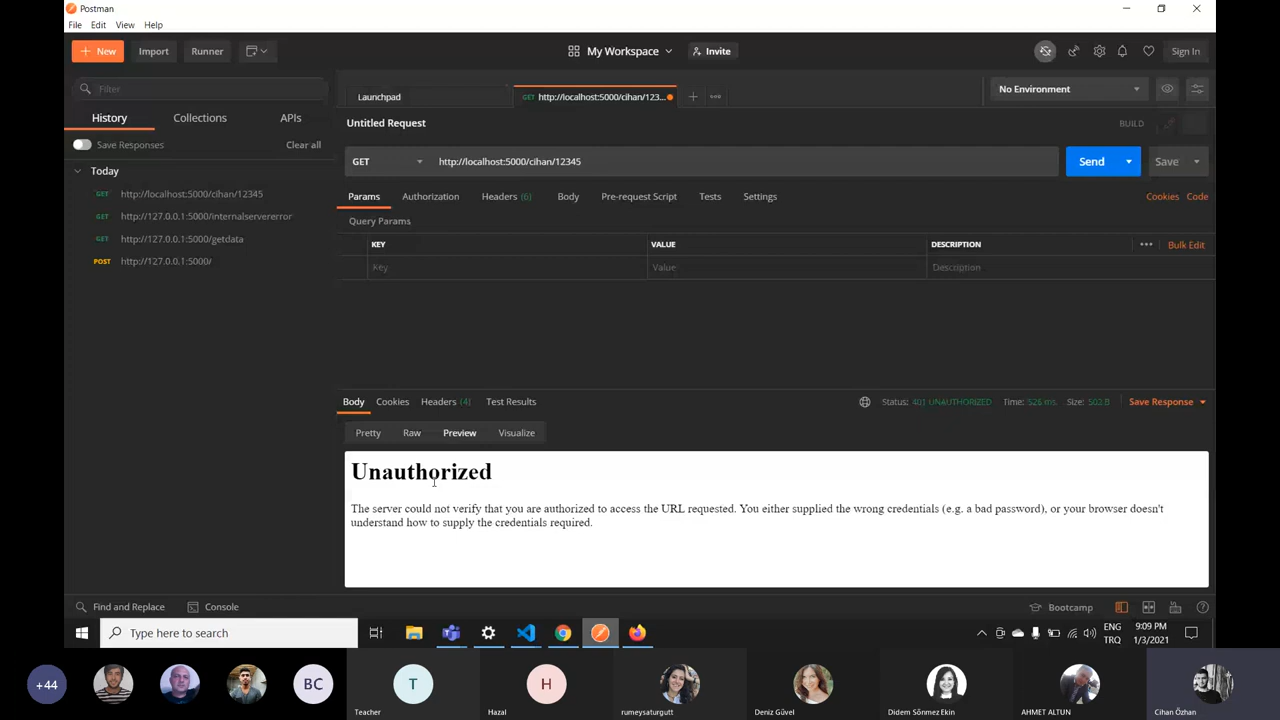 Postman
File Edit View Help
+ New Import Runner My Workspace Invite Sign In
Filter
Launchpad GET http://localhost:5000/cihan/123... No Environment
History Collections APIs
Untitled Request BUILD
Save Responses Clear all
GET http://localhost:5000/cihan/12345 Send Save
Today
GET http://localhost:5000/cihan/12345
GET http://127.0.0.1:5000/internalservererror
GET http://127.0.0.1:5000/getdata
POST http://127.0.0.1:5000/
Params Authorization Headers (6) Body Pre-request Script Tests Settings Cookies Code
Query Params
KEY VALUE DESCRIPTION Bulk Edit
Key Value Description
Body Cookies Headers (4) Test Results Status: 401 UNAUTHORIZED Time: 526 ms Size: 502 B Save Response
Pretty Raw Preview Visualize
Unauthorized
The server could not verify that you are authorized to access the URL requested. You either supplied the wrong credentials (e.g. a bad password), or your browser doesn't
understand how to supply the credentials required.
Find and Replace Console Bootcamp
Type here to search ENG 9:09 PM
TRQ 1/3/2021
+44 BC T H
Teacher Hazal rumeysaturgutt Deniz Güvel Didem Sönmez Ekin AHMET ALTUN Cihan Özhan